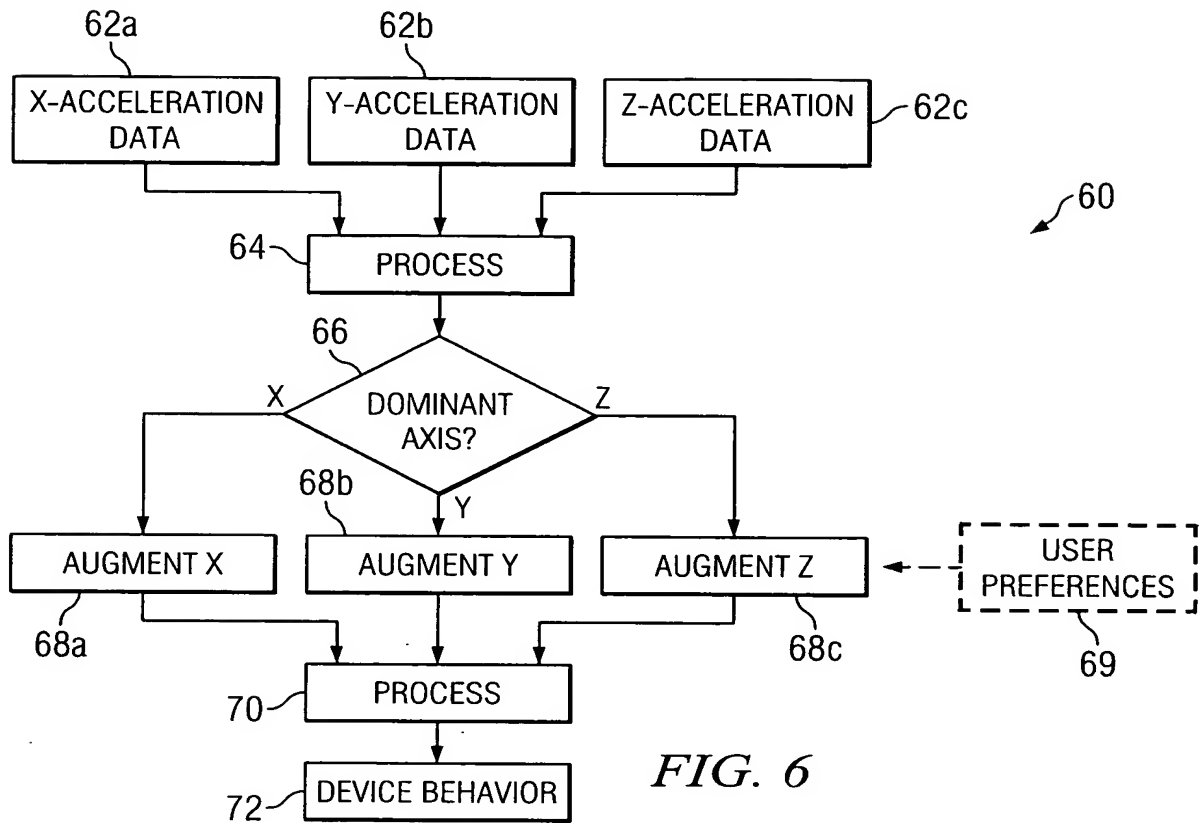 62a
62b
X-ACCELERATION
DATA
Y-ACCELERATION
DATA
Z-ACCELERATION
DATA
62c
60
64
PROCESS
66
X
DOMINANT
AXIS?
Z
Y
68b
AUGMENT X
AUGMENT Y
AUGMENT Z
USER
PREFERENCES
68a
68c
69
PROCESS
70
DEVICE BEHAVIOR
72
FIG. 6